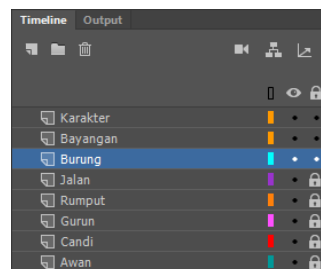 Timeline Output
Karakter
Bayangan
Burung
Jalan
Rumput
Gurun
Candi
Awan